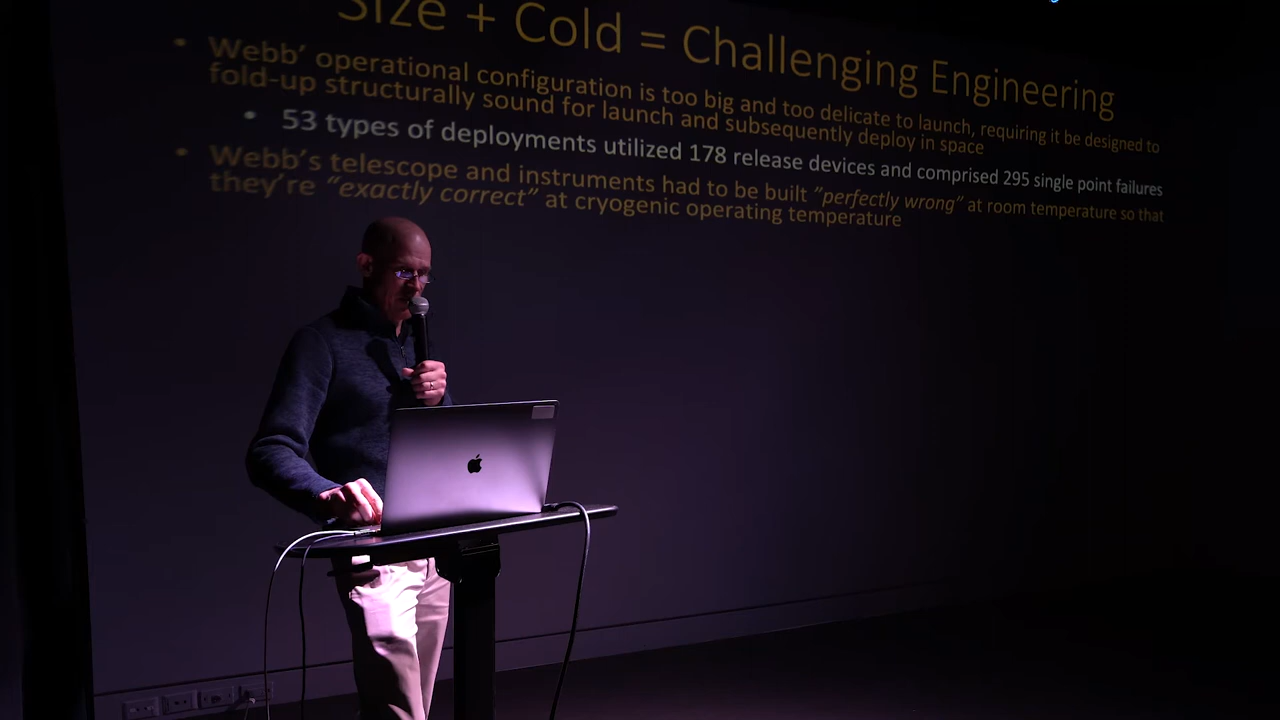 Size + Cold = Challenging Engineering
• Webb' operational configuration is too big and too delicate to launch, requiring it be designed to
fold-up structurally sound for launch and subsequently deploy in space
• 53 types of deployments utilized 178 release devices and comprised 295 single point failures
• Webb's telescope and instruments had to be built "perfectly wrong" at room temperature so that
they're "exactly correct" at cryogenic operating temperature